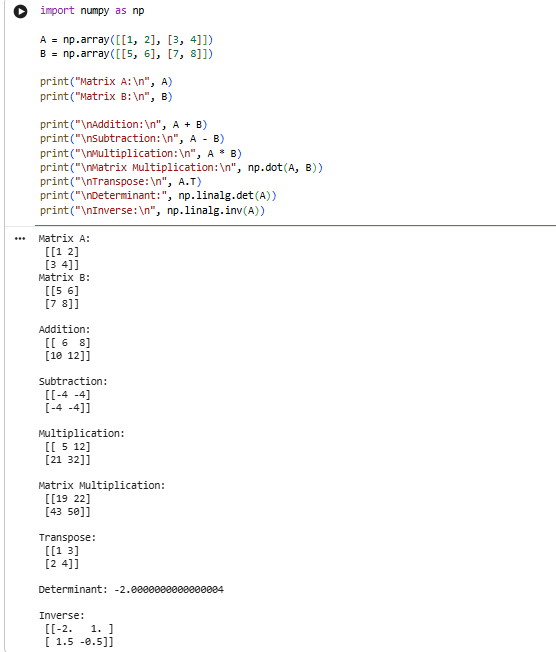 import numpy as np
A = np.array([[1, 2], [3, 4]])
B = np.array([[5, 6], [7, 8]])
print("Matrix A:\n", A)
print("Matrix B:\n", B)
print("\nAddition:\n", A + B)
print("\nSubtraction:\n", A - B)
print("\nMultiplication:\n", A * B)
print("\nMatrix Multiplication:\n", np.dot(A, B))
print("\nTranspose:\n", A.T)
print("\nDeterminant:", np.linalg.det(A))
print("\nInverse:\n", np.linalg.inv(A))
Matrix A:
 [[1 2]
 [3 4]]
Matrix B:
 [[5 6]
 [7 8]]
Addition:
 [[ 6  8]
 [10 12]]
Subtraction:
 [[-4 -4]
 [-4 -4]]
Multiplication:
 [[ 5 12]
 [21 32]]
Matrix Multiplication:
 [[19 22]
 [43 50]]
Transpose:
 [[1 3]
 [2 4]]
Determinant: -2.0000000000000004
Inverse:
 [[-2.   1. ]
 [ 1.5 -0.5]]